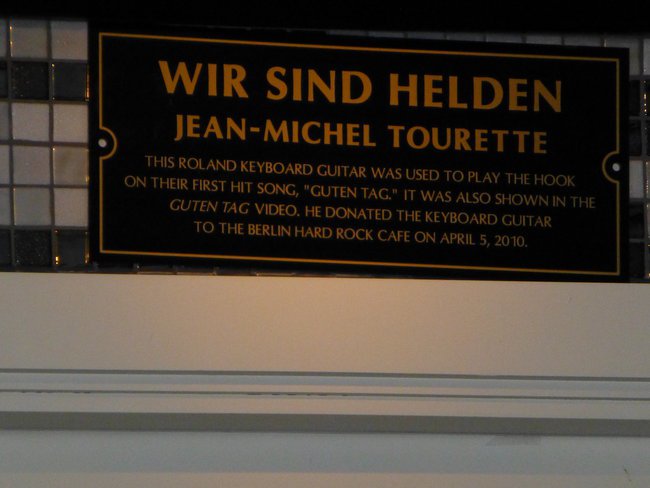 WIR SIND HELDEN
JEAN-MICHEL TOURETTE
THIS ROLAND KEYBOARD GUITAR WAS USED TO PLAY THE HOOK
ON THEIR FIRST HIT SONG, "GUTEN TAG." IT WAS ALSO SHOWN IN THE
GUTEN TAG VIDEO. HE DONATED THE KEYBOARD GUITAR
TO THE BERLIN HARD ROCK CAFE ON APRIL 5, 2010.